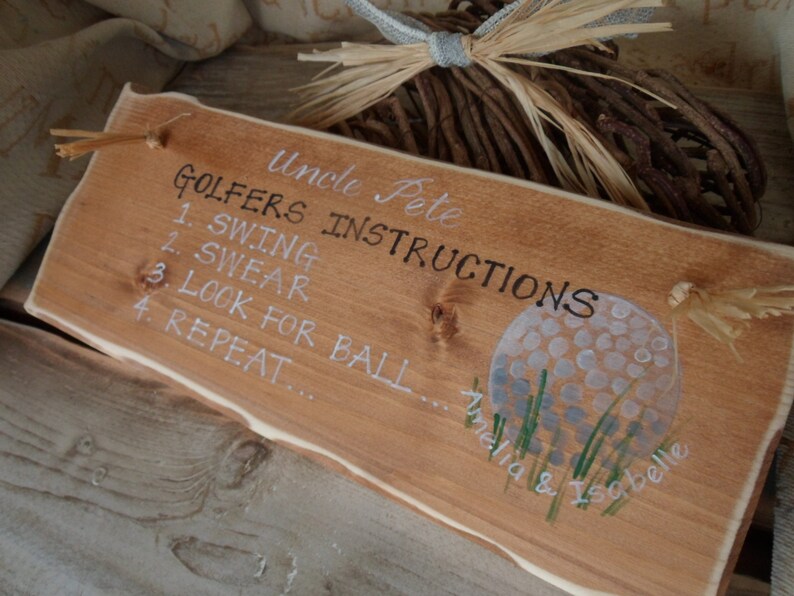 Uncle Pete
GOLFERS INSTRUCTIONS
1. SWING
2. SWEAR
3. LOOK FOR BALL...
4. REPEAT...
Amelia & Isabelle